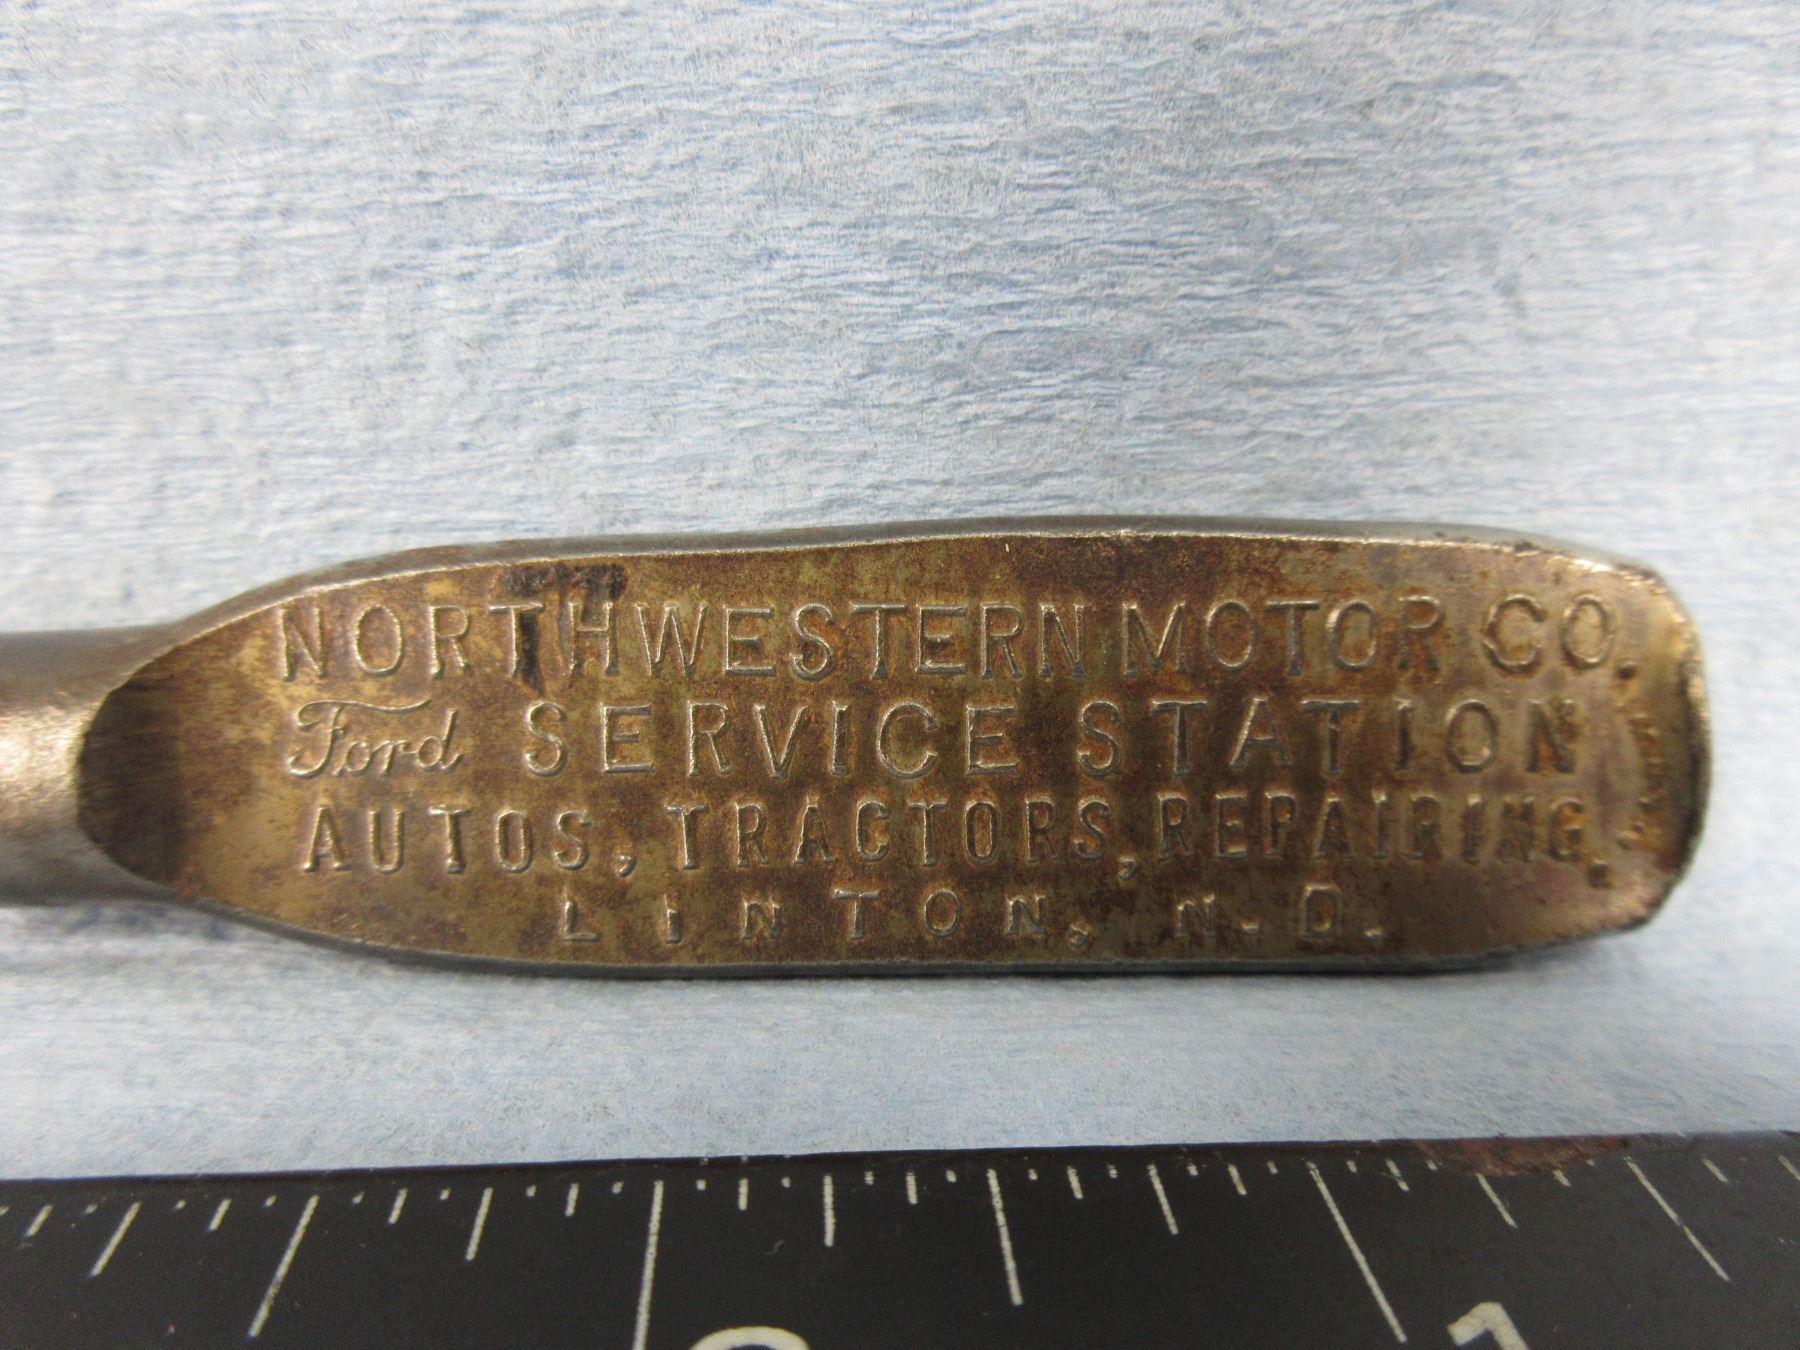 NORTHWESTERN MOTOR CO.
Ford SERVICE STATION
AUTOS, TRACTORS, REPAIRING.
LINTON, N.D.